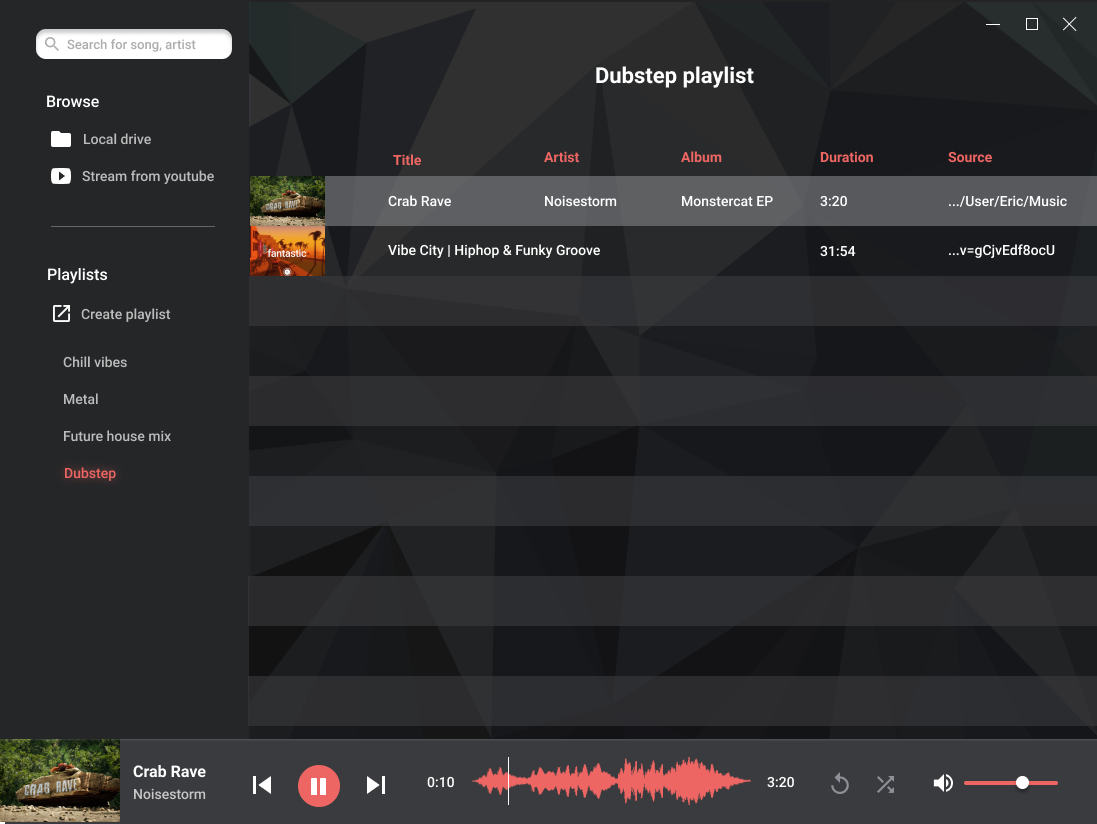 Search for song, artist
Browse
Local drive
Stream from youtube
Playlists
Create playlist
Chill vibes
Metal
Future house mix
Dubstep
Dubstep playlist
Title Artist Album Duration Source
CRAB RAVE Crab Rave Noisestorm Monstercat EP 3:20 .../User/Eric/Music
fantastic Vibe City | Hiphop & Funky Groove 31:54 ...v=gCjvEdf8ocU
CRAB RAVE
Crab Rave
Noisestorm
0:10 3:20